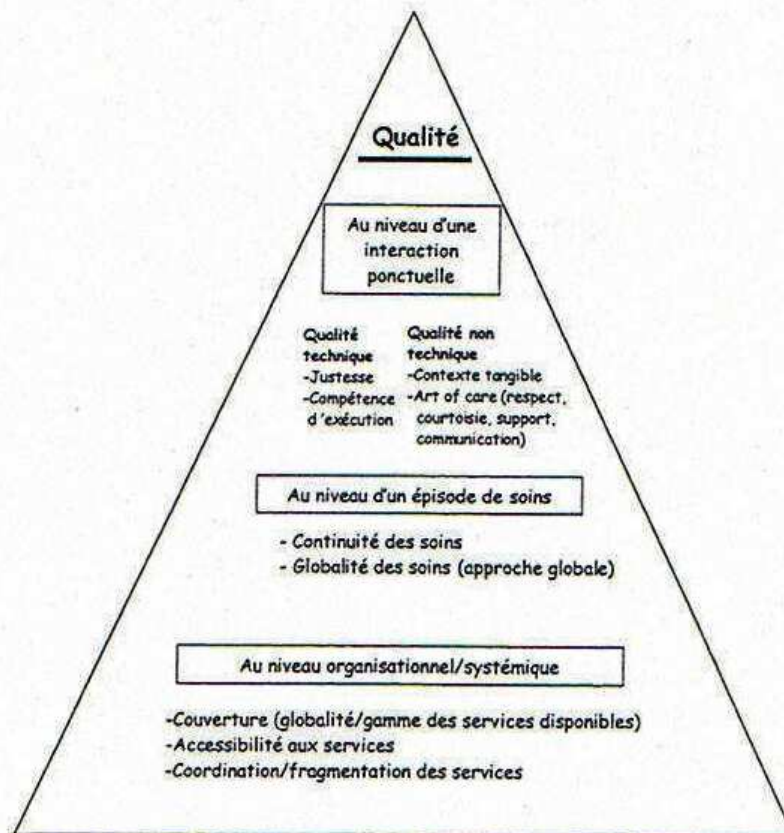 Qualité
Au niveau d'une
interaction
ponctuelle
Qualité
technique
-Justesse
-Compétence
d'exécution
Qualité non
technique
-Contexte tangible
-Art of care (respect,
courtoisie, support,
communication)
Au niveau d'un épisode de soins
- Continuité des soins
- Globalité des soins (approche globale)
Au niveau organisationnel/systémique
-Couverture (globalité/gamme des services disponibles)
-Accessibilité aux services
-Coordination/fragmentation des services